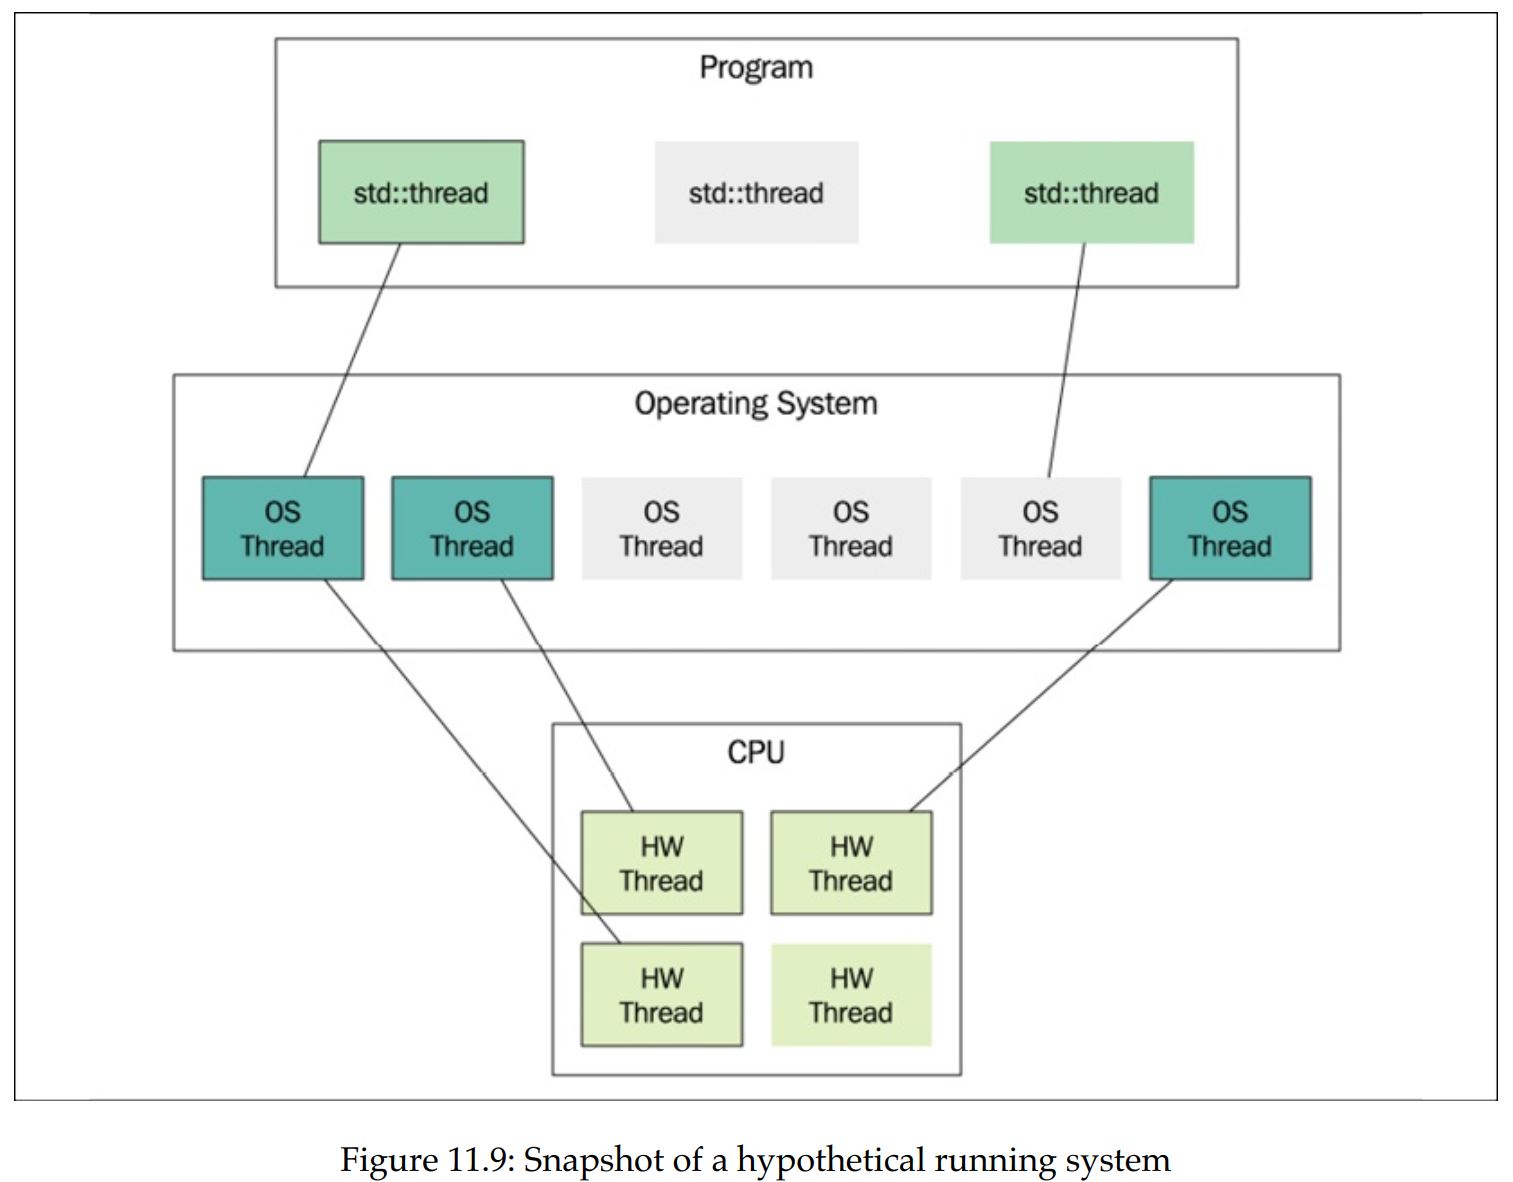 Program
std::thread
std::thread
std::thread
Operating System
OS
Thread
OS
Thread
OS
Thread
OS
Thread
OS
Thread
OS
Thread
CPU
HW
Thread
HW
Thread
HW
Thread
HW
Thread
Figure 11.9: Snapshot of a hypothetical running system